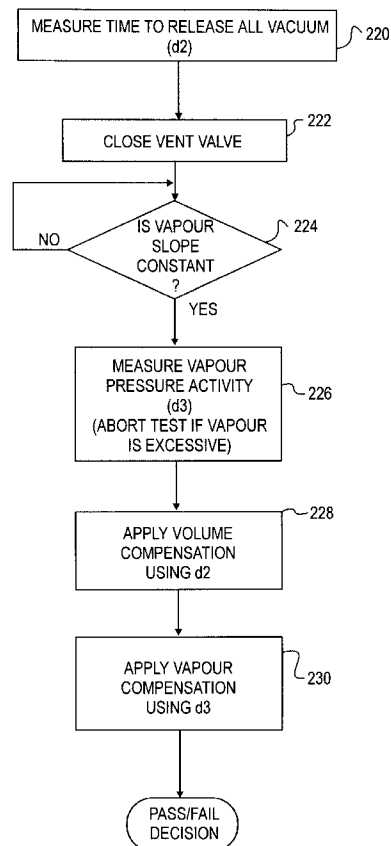 MEASURE TIME TO RELEASE ALL VACUUM
(d2)
220
CLOSE VENT VALVE
222
IS VAPOUR
SLOPE
CONSTANT
?
224
NO
YES
MEASURE VAPOUR
PRESSURE ACTIVITY
(d3)
(ABORT TEST IF VAPOUR
IS EXCESSIVE)
226
APPLY VOLUME
COMPENSATION
USING d2
228
APPLY VAPOUR
COMPENSATION
USING d3
230
PASS/FAIL
DECISION